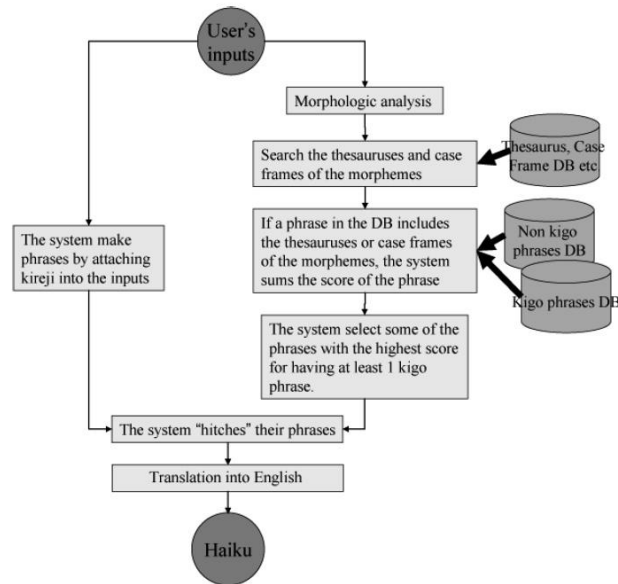 User's
inputs
Morphologic analysis
Search the thesauruses and case
frames of the morphemes
Thesaurus, Case
Frame DB etc
The system make
phrases by attaching
kireji into the inputs
If a phrase in the DB includes
the thesauruses or case frames
of the morphemes, the system
sums the score of the phrase
Non kigo
phrases DB
Kigo phrases DB
The system select some of the
phrases with the highest score
for having at least 1 kigo
phrase.
The system “hitches” their phrases
Translation into English
Haiku